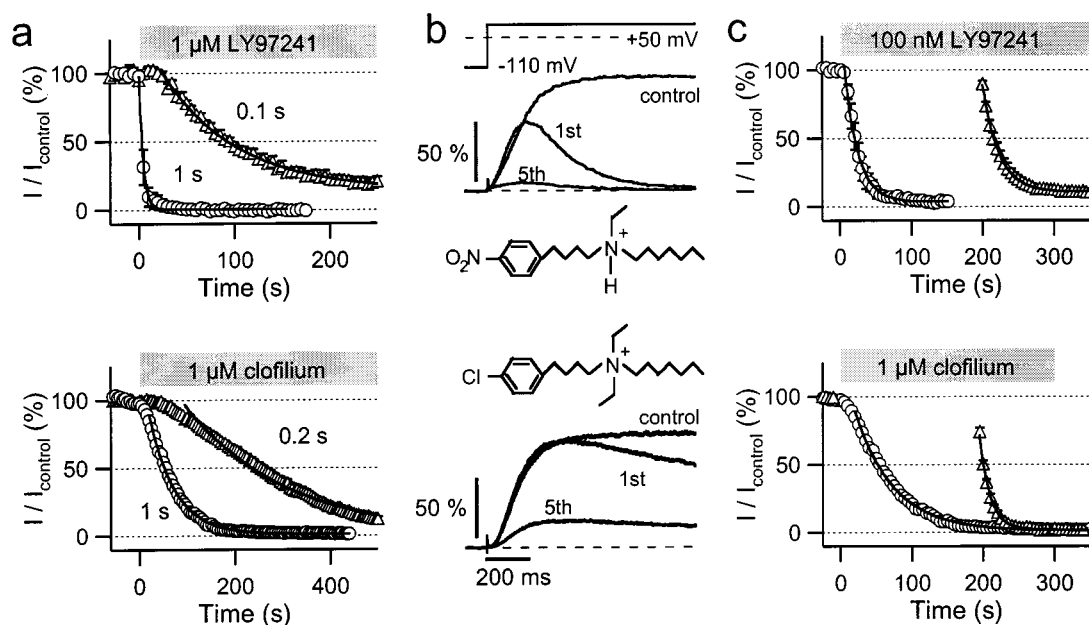 a
1 µM LY97241
I / Icontrol (%)
100
50
0
0.1 s
1 s
0
100
200
Time (s)
1 µM clofilium
I / Icontrol (%)
100
50
0
0.2 s
1 s
0
200
400
Time (s)
b
+50 mV
-110 mV
control
50 %
1st
5th
O2N
N
+
H
Cl
N
+
control
50 %
1st
5th
200 ms
c
100 nM LY97241
I / Icontrol (%)
100
50
0
0
100
200
300
Time (s)
1 µM clofilium
I / Icontrol (%)
100
50
0
0
100
200
300
Time (s)